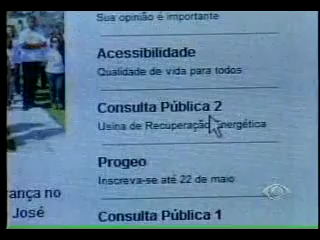 Sua opinião é importante
Acessibilidade
Qualidade de vida para todos
Consulta Pública 2
Usina de Recuperação Energética
Progeo
Inscreva-se até 22 de maio
rança no
José
Consulta Pública 1